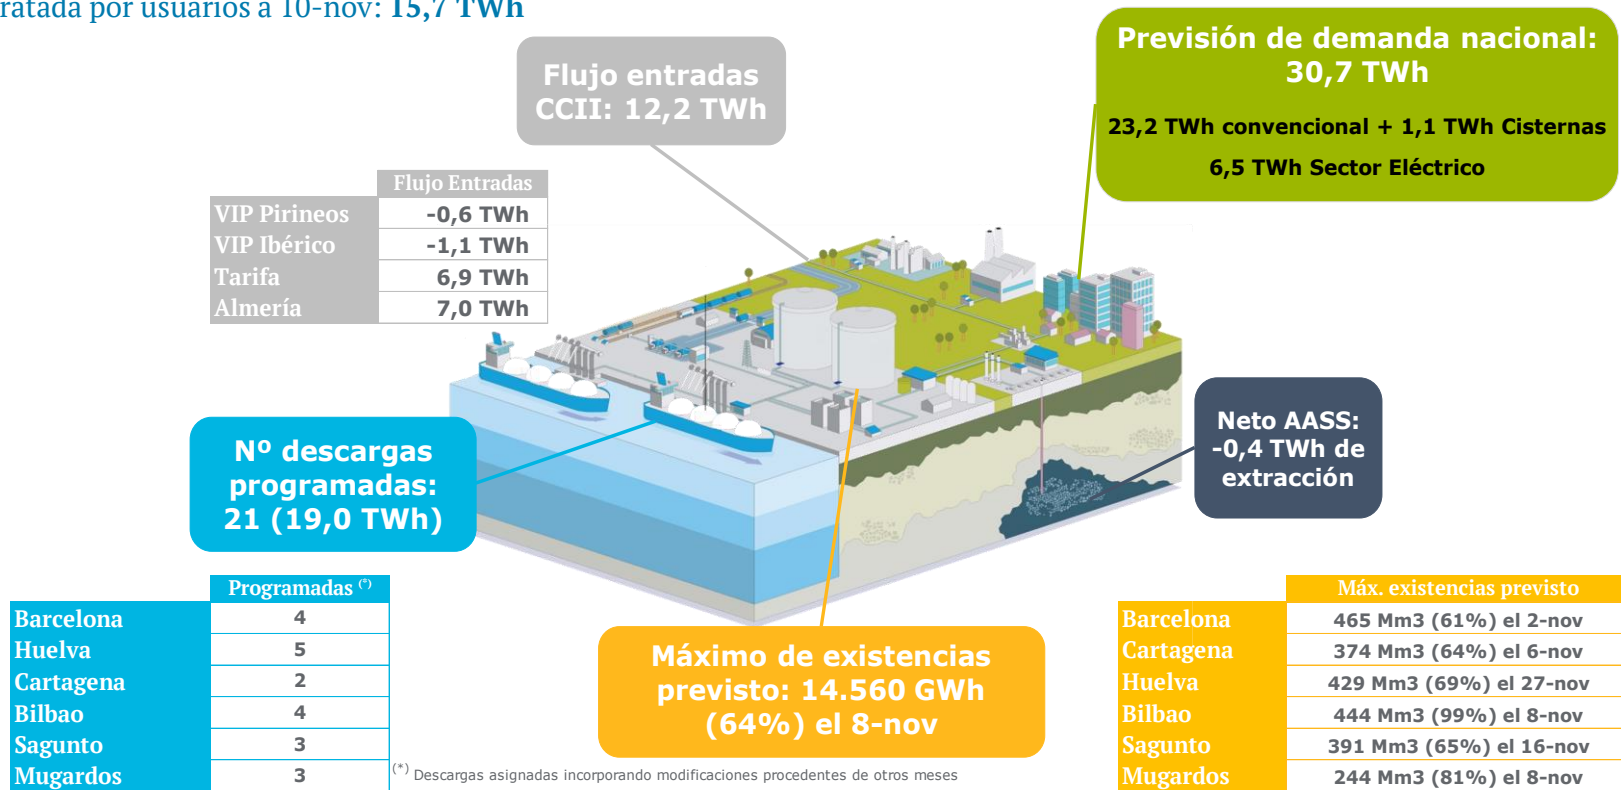 ratada por usuarios a 10-nov: 15,7 TWh
Previsión de demanda nacional:
30,7 TWh
23,2 TWh convencional + 1,1 TWh Cisternas
6,5 TWh Sector Eléctrico
Flujo entradas
CCII: 12,2 TWh
Flujo Entradas
VIP Pirineos -0,6 TWh
VIP Ibérico -1,1 TWh
Tarifa 6,9 TWh
Almería 7,0 TWh
Nº descargas
programadas:
21 (19,0 TWh)
Neto AASS:
-0,4 TWh de
extracción
Programadas (*)
Barcelona 4
Huelva 5
Cartagena 2
Bilbao 4
Sagunto 3
Mugardos 3
(*) Descargas asignadas incorporando modificaciones procedentes de otros meses
Máximo de existencias
previsto: 14.560 GWh
(64%) el 8-nov
Máx. existencias previsto
Barcelona 465 Mm3 (61%) el 2-nov
Cartagena 374 Mm3 (64%) el 6-nov
Huelva 429 Mm3 (69%) el 27-nov
Bilbao 444 Mm3 (99%) el 8-nov
Sagunto 391 Mm3 (65%) el 16-nov
Mugardos 244 Mm3 (81%) el 8-nov